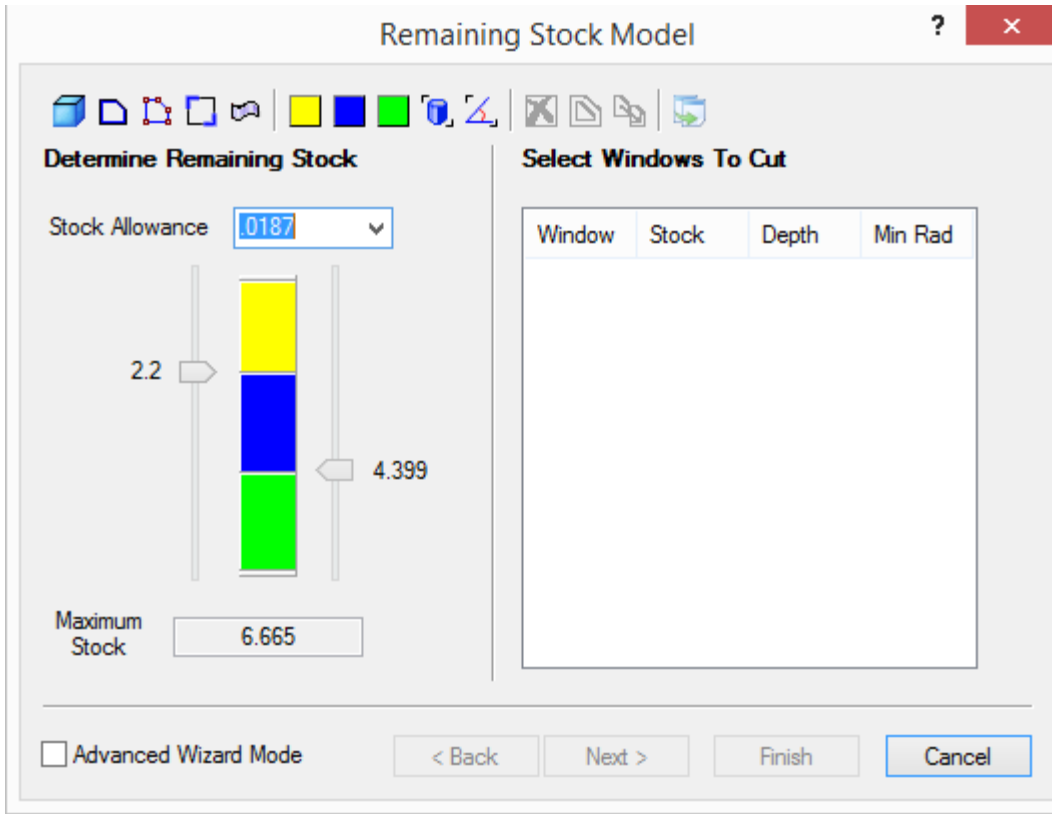 Remaining Stock Model
?
Determine Remaining Stock
Stock Allowance .0187
2.2
4.399
Maximum
Stock
6.665
Select Windows To Cut
Window Stock Depth Min Rad
Advanced Wizard Mode
< Back Next > Finish Cancel